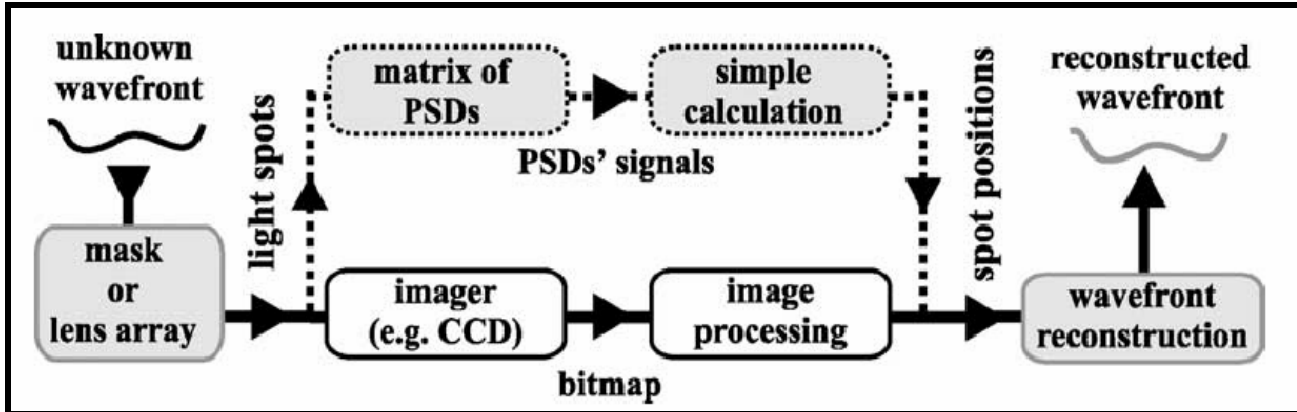 unknown
wavefront
mask
or
lens array
light spots
matrix of
PSDs
simple
calculation
PSDs' signals
imager
(e.g. CCD)
image
processing
bitmap
spot positions
reconstructed
wavefront
wavefront
reconstruction